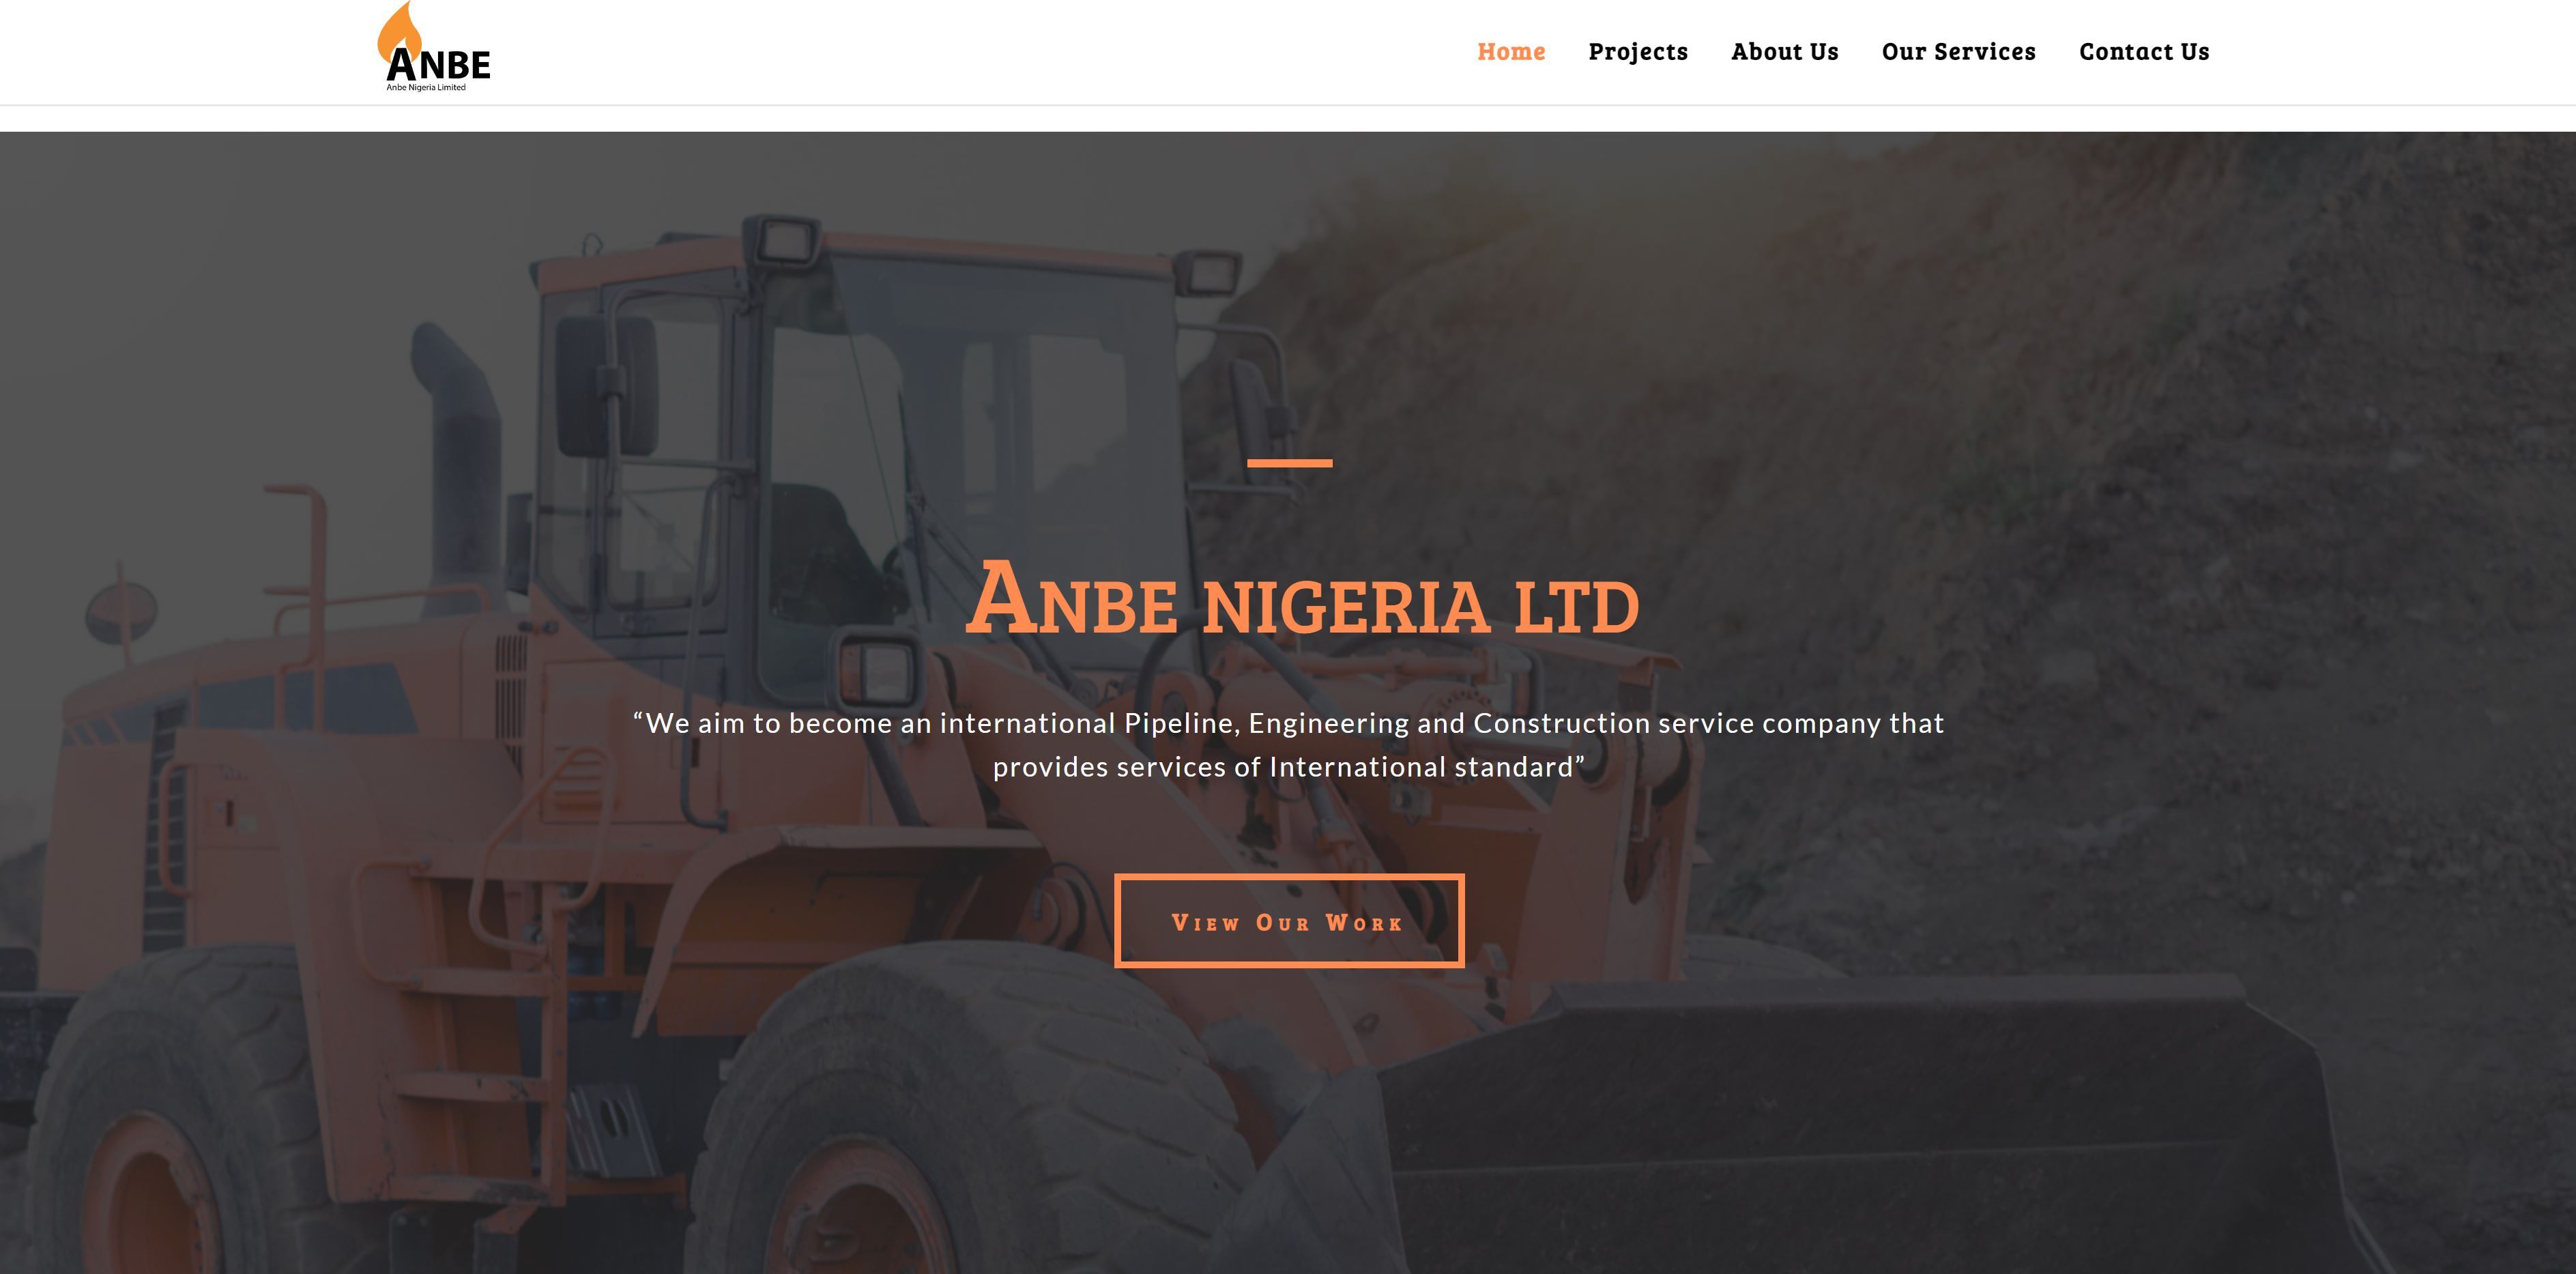 ANBE
Anbe Nigeria Limited
Home
Projects
About Us
Our Services
Contact Us
Anbe nigeria ltd
“We aim to become an international Pipeline, Engineering and Construction service company that
provides services of International standard”
View Our Work